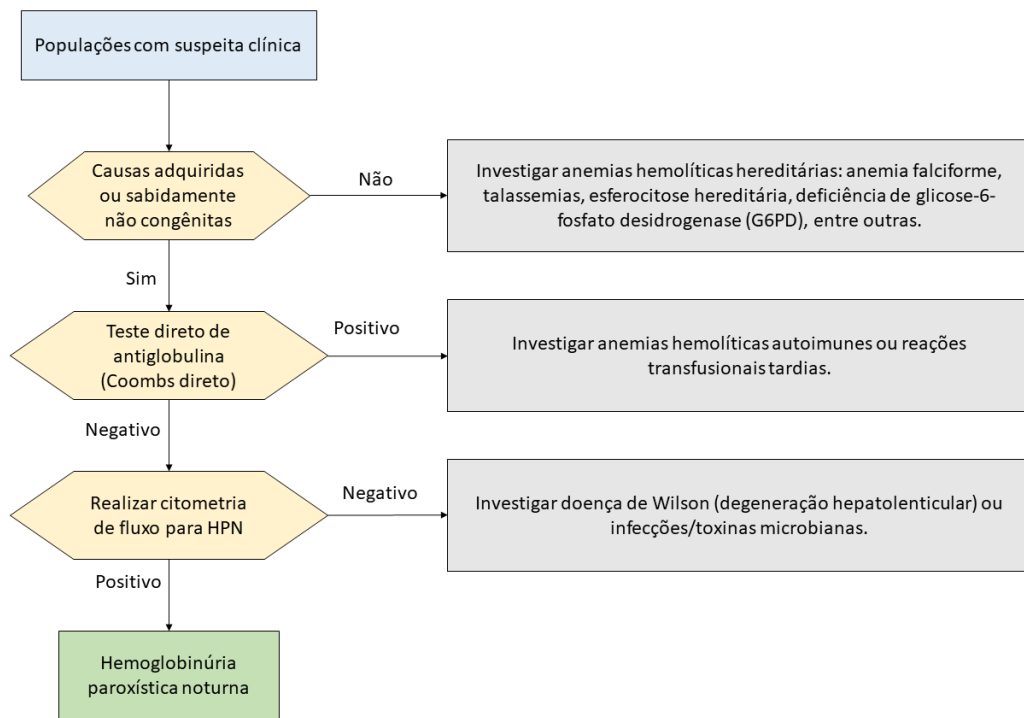 Populações com suspeita clínica
Causas adquiridas
ou sabidamente
não congênitas
Não
Investigar anemias hemolíticas hereditárias: anemia falciforme,
talassemias, esferocitose hereditária, deficiência de glicose-6-
fosfato desidrogenase (G6PD), entre outras.
Sim
Teste direto de
antiglobulina
(Coombs direto)
Positivo
Investigar anemias hemolíticas autoimunes ou reações
transfusionais tardias.
Negativo
Realizar citometria
de fluxo para HPN
Negativo
Investigar doença de Wilson (degeneração hepatolenticular) ou
infecções/toxinas microbianas.
Positivo
Hemoglobinúria
paroxística noturna